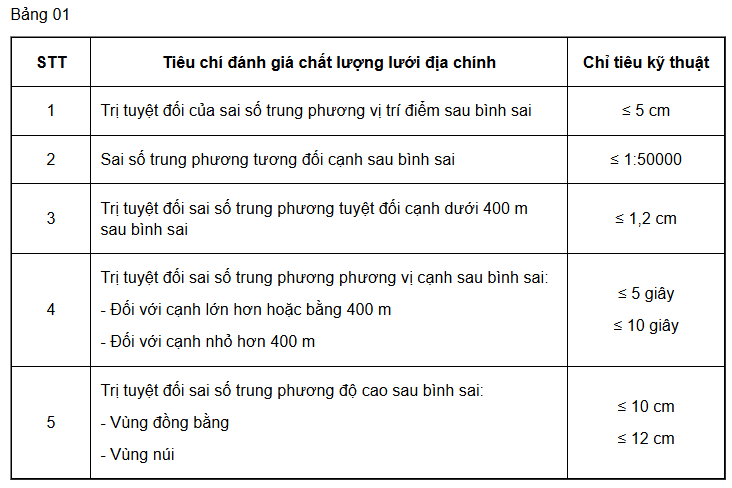 Bảng 01
STT Tiêu chí đánh giá chất lượng lưới địa chính Chỉ tiêu kỹ thuật
1 Trị tuyệt đối của sai số trung phương vị trí điểm sau bình sai ≤ 5 cm
2 Sai số trung phương tương đối cạnh sau bình sai ≤ 1:50000
3 Trị tuyệt đối sai số trung phương tuyệt đối cạnh dưới 400 m
sau bình sai ≤ 1,2 cm
4 Trị tuyệt đối sai số trung phương phương vị cạnh sau bình sai:
- Đối với cạnh lớn hơn hoặc bằng 400 m ≤ 5 giây
- Đối với cạnh nhỏ hơn 400 m ≤ 10 giây
5 Trị tuyệt đối sai số trung phương độ cao sau bình sai:
- Vùng đồng bằng ≤ 10 cm
- Vùng núi ≤ 12 cm